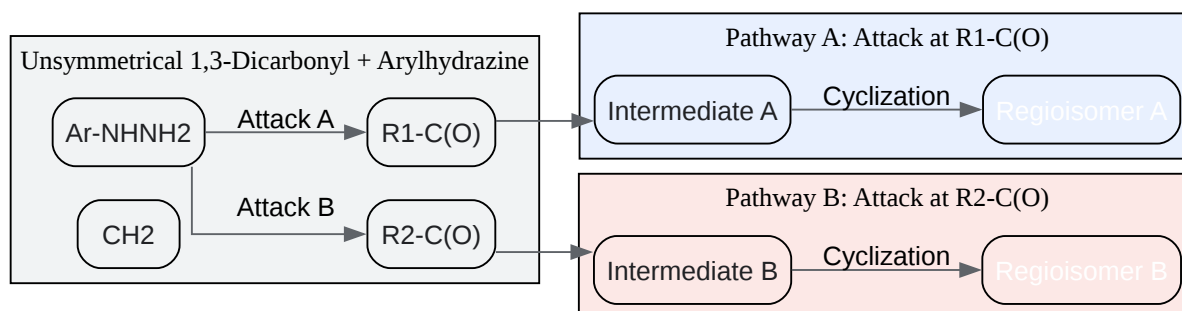 Unsymmetrical 1,3-Dicarbonyl + Arylhydrazine
Ar-NHNH2
Attack A
R1-C(O)
Attack B
CH2
R2-C(O)
Pathway A: Attack at R1-C(O)
Intermediate A
Cyclization
Regioisomer A
Pathway B: Attack at R2-C(O)
Intermediate B
Cyclization
Regioisomer B